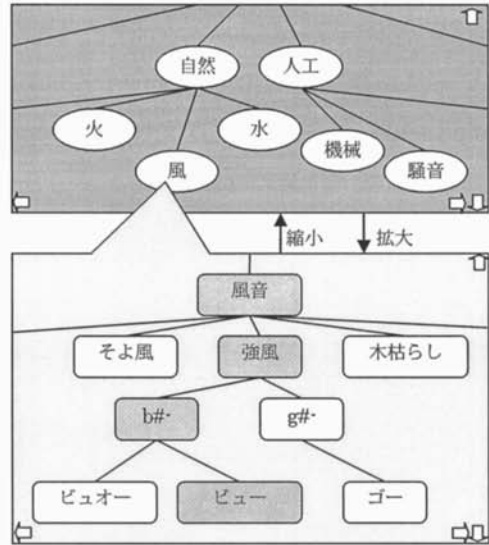 自然
人工
火
水
機械
風
騒音
縮小
拡大
風音
そよ風
強風
木枯らし
b#·
g#·
ビュオー
ビュー
ゴー